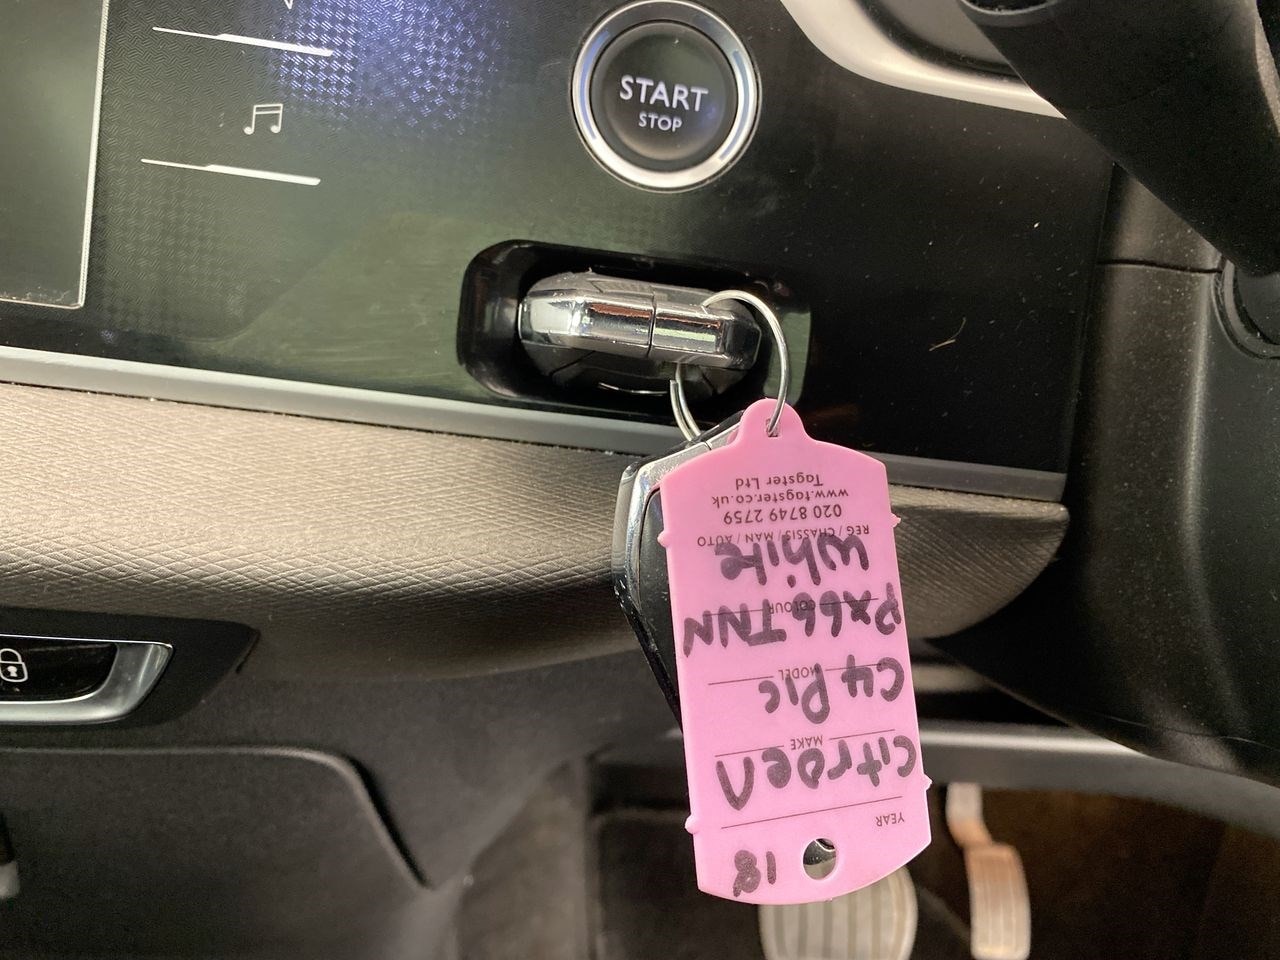 START
STOP
18
YEAR
Citroen
MAKE
C4 Pic
MODEL
PX66TNN
COLOUR
White
REG / CHASSIS / MAN / AUTO
020 8749 2759
www.tagster.co.uk
Tagster Ltd